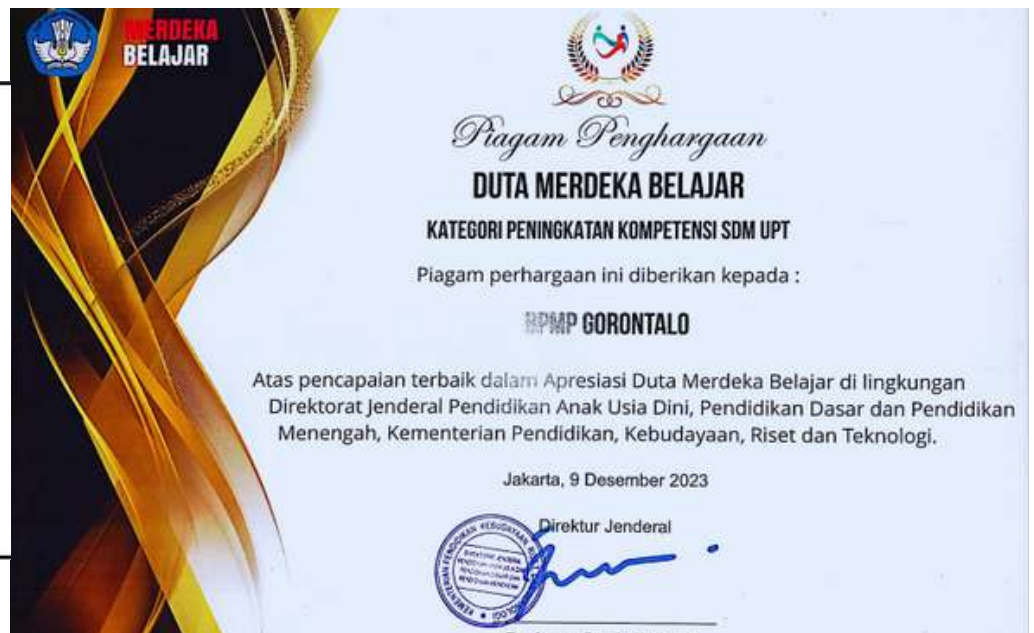 MERDEKA
BELAJAR
Piagam Penghargaan
DUTA MERDEKA BELAJAR
KATEGORI PENINGKATAN KOMPETENSI SDM UPT
Piagam perhargaan ini diberikan kepada :
BPMP GORONTALO
Atas pencapaian terbaik dalam Apresiasi Duta Merdeka Belajar di lingkungan
Direktorat Jenderal Pendidikan Anak Usia Dini, Pendidikan Dasar dan Pendidikan
Menengah, Kementerian Pendidikan, Kebudayaan, Riset dan Teknologi.
Jakarta, 9 Desember 2023
Direktur Jenderal